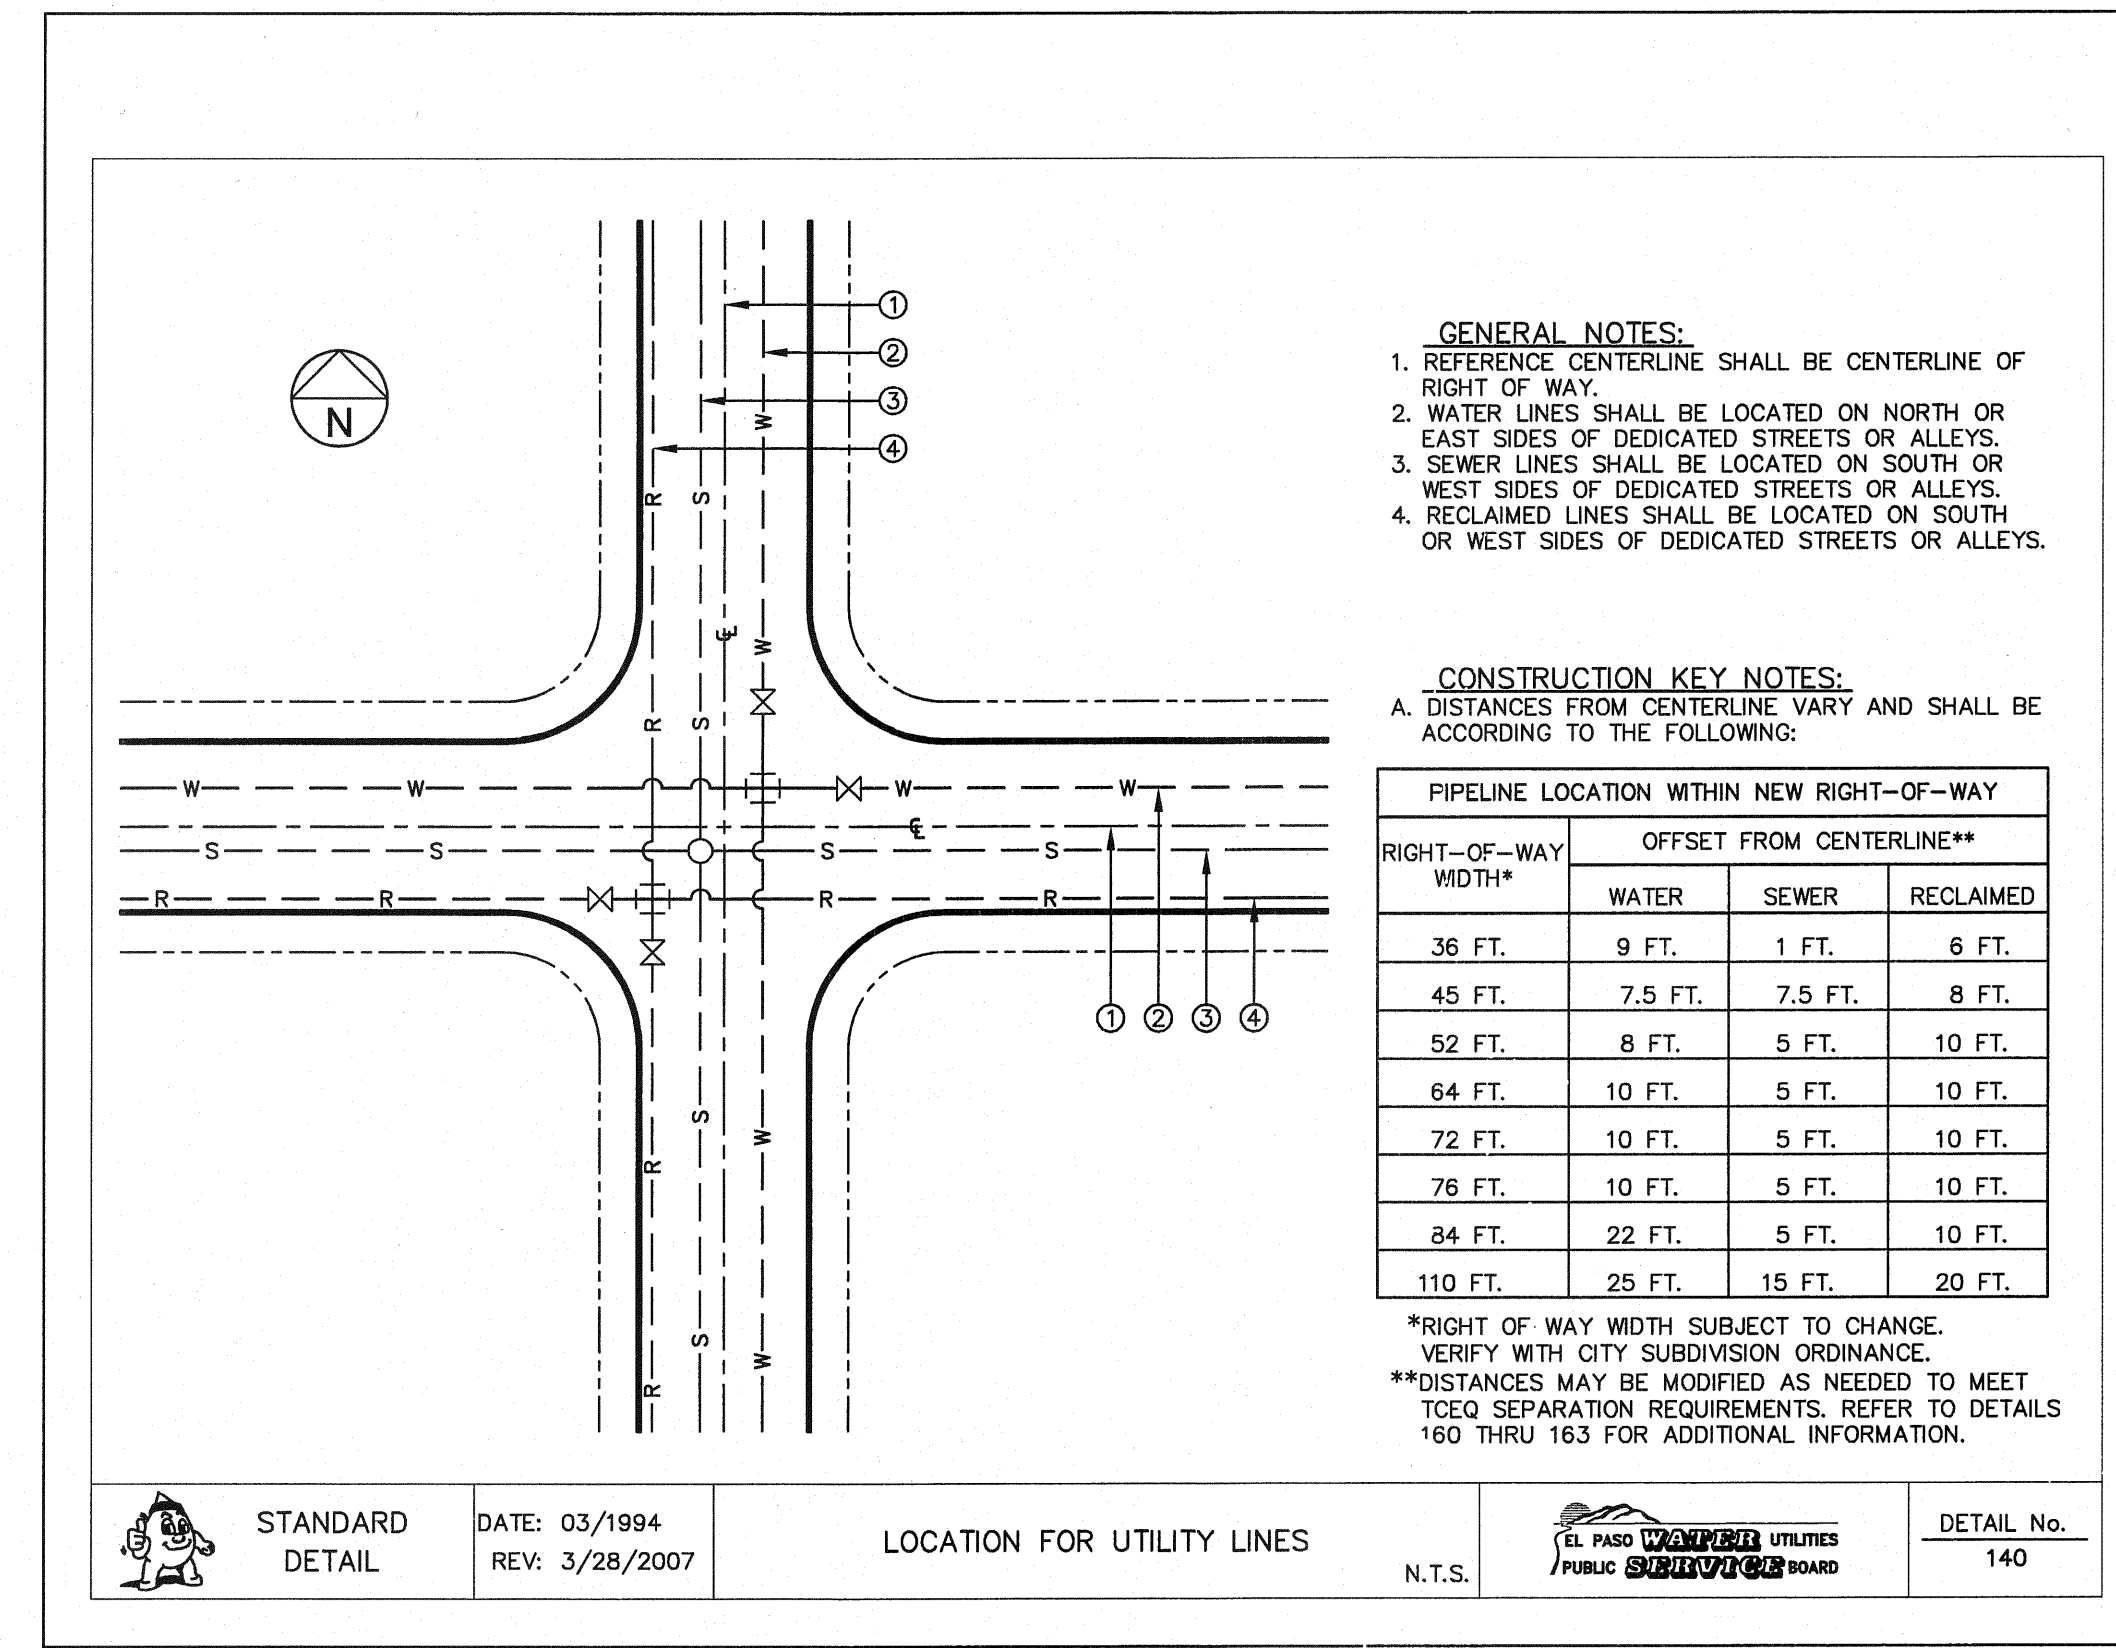 1
2
3
4
N
W
R
S
W
R
S
W
W
W
W
W
S
S
S
S
R
R
R
R
1
2
3
4
S
W
R
S
W
R
GENERAL NOTES:
1. REFERENCE CENTERLINE SHALL BE CENTERLINE OF
RIGHT OF WAY.
2. WATER LINES SHALL BE LOCATED ON NORTH OR
EAST SIDES OF DEDICATED STREETS OR ALLEYS.
3. SEWER LINES SHALL BE LOCATED ON SOUTH OR
WEST SIDES OF DEDICATED STREETS OR ALLEYS.
4. RECLAIMED LINES SHALL BE LOCATED ON SOUTH
OR WEST SIDES OF DEDICATED STREETS OR ALLEYS.
CONSTRUCTION KEY NOTES:
A. DISTANCES FROM CENTERLINE VARY AND SHALL BE
ACCORDING TO THE FOLLOWING:
PIPELINE LOCATION WITHIN NEW RIGHT-OF-WAY
RIGHT-OF-WAY
WIDTH*
OFFSET FROM CENTERLINE**
WATER SEWER RECLAIMED
36 FT. 9 FT. 1 FT. 6 FT.
45 FT. 7.5 FT. 7.5 FT. 8 FT.
52 FT. 8 FT. 5 FT. 10 FT.
64 FT. 10 FT. 5 FT. 10 FT.
72 FT. 10 FT. 5 FT. 10 FT.
76 FT. 10 FT. 5 FT. 10 FT.
84 FT. 22 FT. 5 FT. 10 FT.
110 FT. 25 FT. 15 FT. 20 FT.
*RIGHT OF WAY WIDTH SUBJECT TO CHANGE.
VERIFY WITH CITY SUBDIVISION ORDINANCE.
**DISTANCES MAY BE MODIFIED AS NEEDED TO MEET
TCEQ SEPARATION REQUIREMENTS. REFER TO DETAILS
160 THRU 163 FOR ADDITIONAL INFORMATION.
STANDARD
DETAIL
DATE: 03/1994
REV: 3/28/2007
LOCATION FOR UTILITY LINES
N.T.S.
EL PASO WATER UTILITIES
PUBLIC SERVICE BOARD
DETAIL No.
140